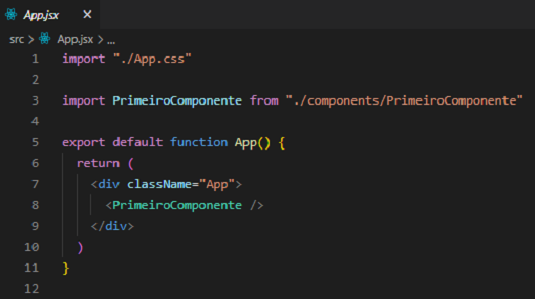 App.jsx ×
src > App.jsx > ...
1 import "./App.css"
2
3 import PrimeiroComponente from "./components/PrimeiroComponente"
4
5 export default function App() {
6 return (
7 <div className="App">
8 <PrimeiroComponente />
9 </div>
10 )
11 }
12